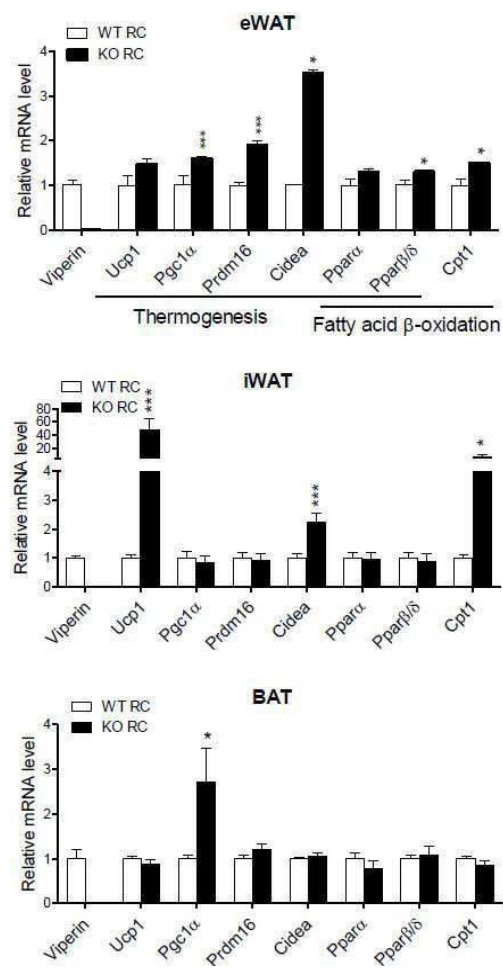 eWAT
WT RC
KO RC
Relative mRNA level
4
3
2
1
0
*** *** * * *
Viperin Ucp1 Pgc1α Prdm16 Cidea Pparα Pparβ/δ Cpt1
Thermogenesis
Fatty acid β-oxidation
iWAT
WT RC
KO RC
Relative mRNA level
80
60
40
20
4
3
2
1
0
*** *** *
Viperin Ucp1 Pgc1α Prdm16 Cidea Pparα Pparβ/δ Cpt1
BAT
WT RC
KO RC
Relative mRNA level
4
3
2
1
0
*
Viperin Ucp1 Pgc1α Prdm16 Cidea Pparα Pparβ/δ Cpt1